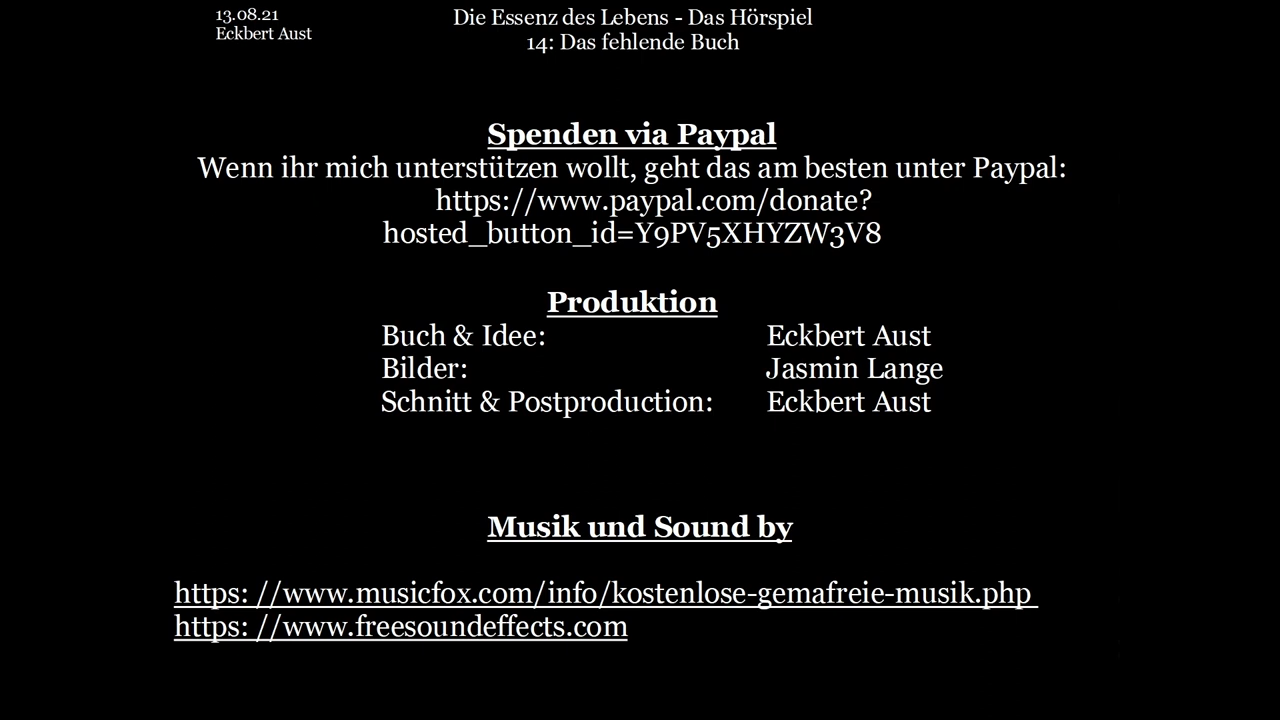 13.08.21
Eckbert Aust
Die Essenz des Lebens - Das Hörspiel
14: Das fehlende Buch
Spenden via Paypal
Wenn ihr mich unterstützen wollt, geht das am besten unter Paypal:
https://www.paypal.com/donate?
hosted_button_id=Y9PV5XHYZW3V8
Produktion
Buch & Idee: Eckbert Aust
Bilder: Jasmin Lange
Schnitt & Postproduction: Eckbert Aust
Musik und Sound by
https: //www.musicfox.com/info/kostenlose-gemafreie-musik.php
https: //www.freesoundeffects.com